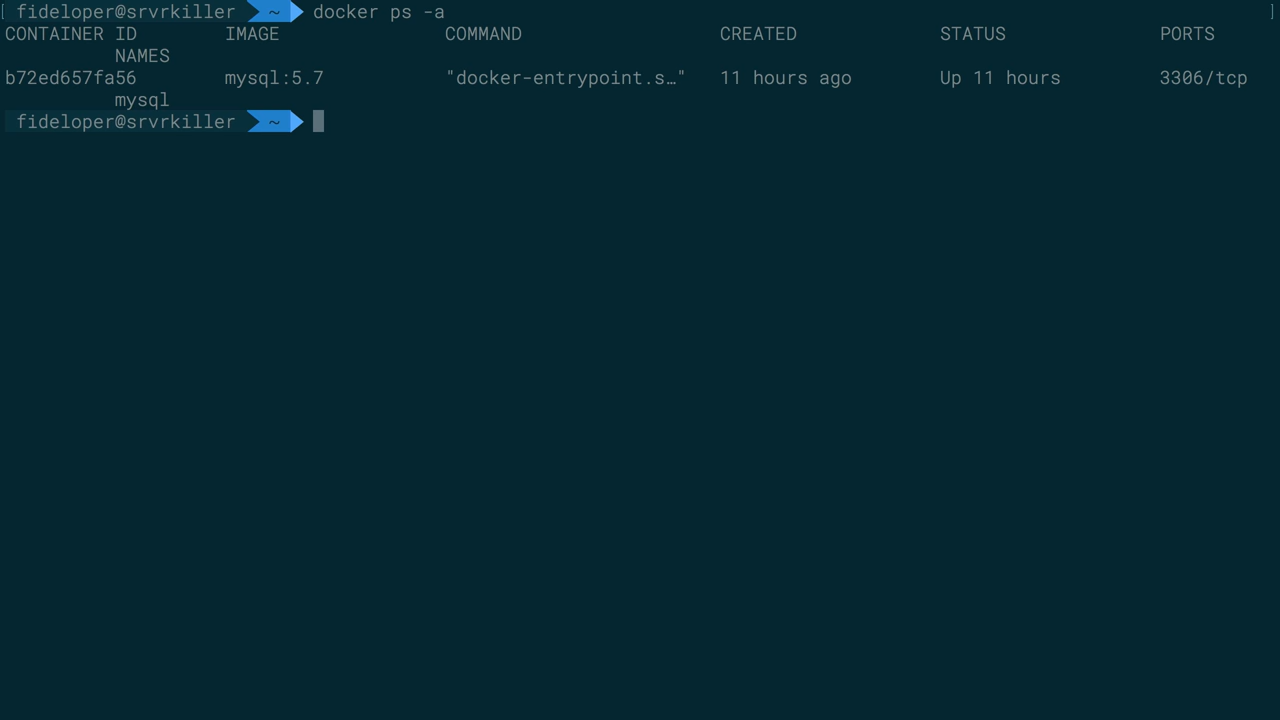 [ fideloper@srvrkiller ~ docker ps -a ]
CONTAINER ID IMAGE COMMAND CREATED STATUS PORTS
NAMES
b72ed657fa56 mysql:5.7 "docker-entrypoint.s…" 11 hours ago Up 11 hours 3306/tcp
mysql
fideloper@srvrkiller ~